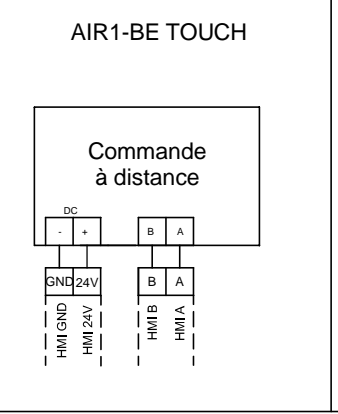 AIR1-BE TOUCH
Commande
à distance
DC
- + B A
GND 24V B A
HMI GND
HMI 24V
HMI B
HMI A